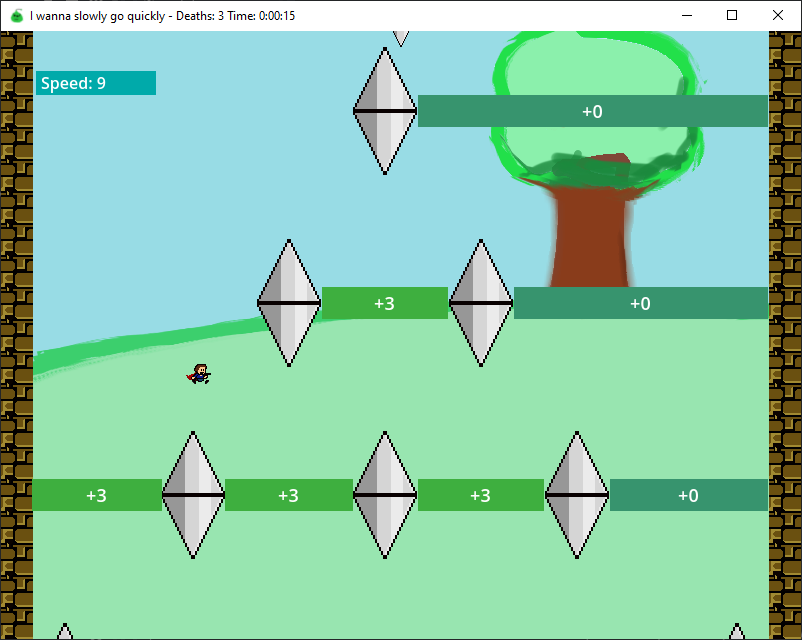 I wanna slowly go quickly - Deaths: 3 Time: 0:00:15
Speed: 9
+0
+3 +0
+3 +3 +3 +0